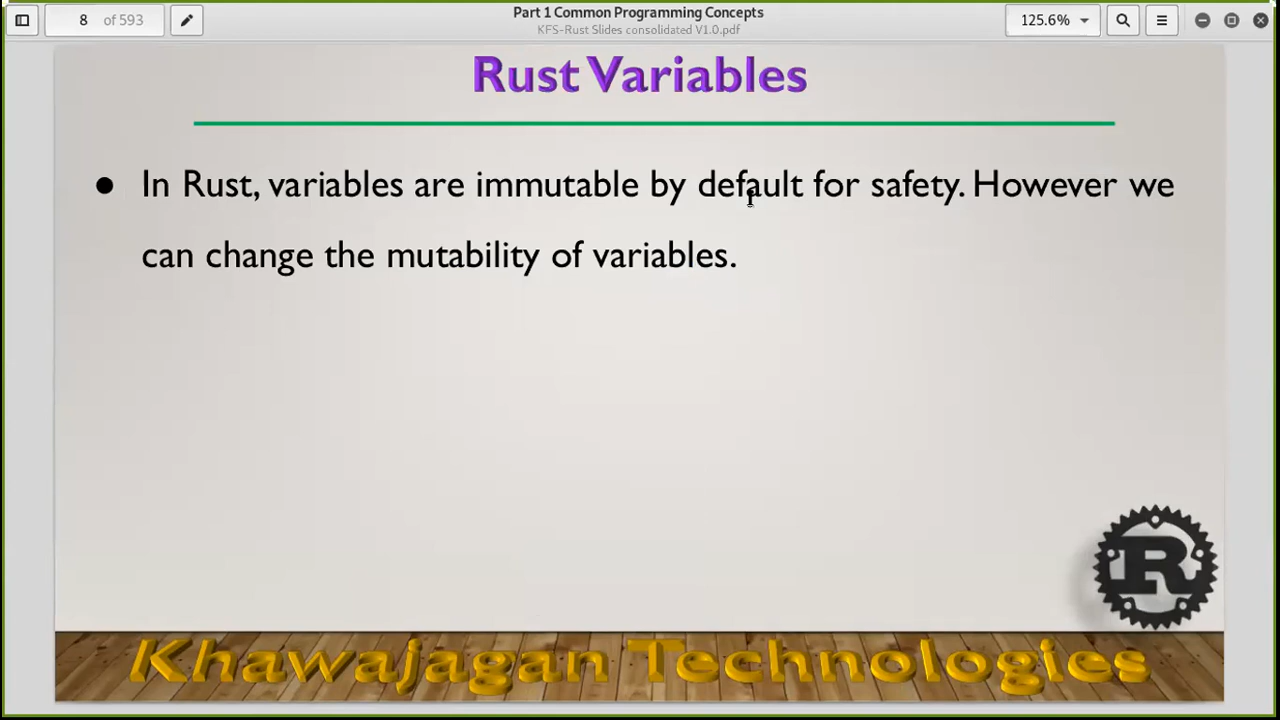 8 of 593
Part 1 Common Programming Concepts
KFS-Rust Slides consolidated V1.0.pdf
125.6%
Rust Variables
● In Rust, variables are immutable by default for safety. However we
can change the mutability of variables.
R
Khawajagan Technologies